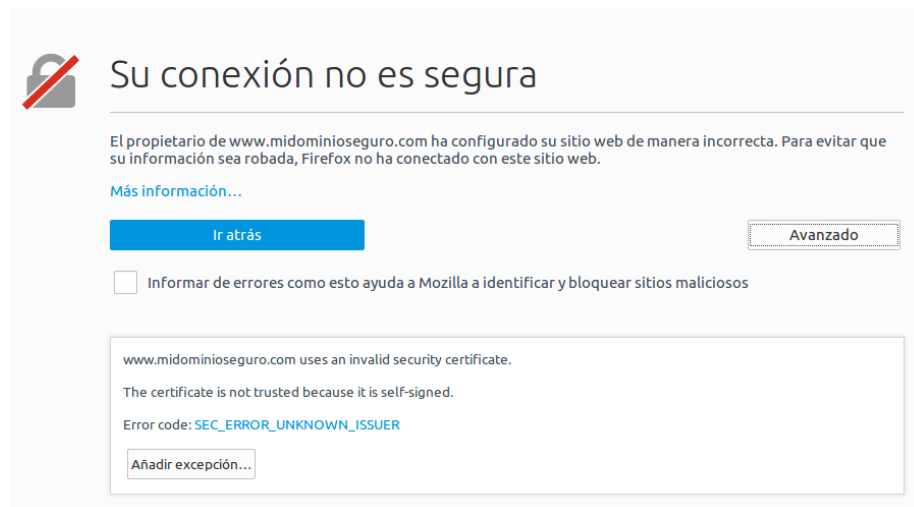 Su conexión no es segura
El propietario de www.midominioseguro.com ha configurado su sitio web de manera incorrecta. Para evitar que
su información sea robada, Firefox no ha conectado con este sitio web.
Más información...
Ir atrás
Avanzado
Informar de errores como esto ayuda a Mozilla a identificar y bloquear sitios maliciosos
www.midominioseguro.com uses an invalid security certificate.
The certificate is not trusted because it is self-signed.
Error code: SEC_ERROR_UNKNOWN_ISSUER
Añadir excepción...